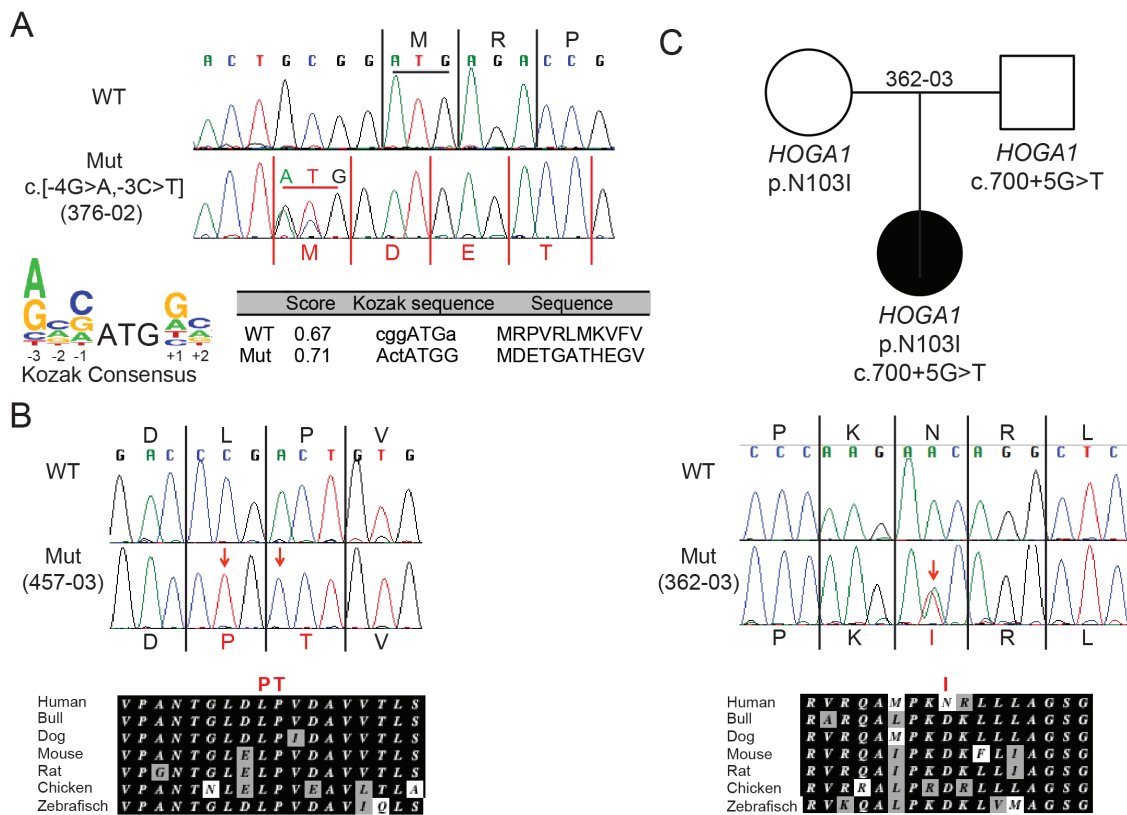 A
M R P
A C T G C G G A T G A G A C C G
WT
Mut
c.[-4G>A,-3C>T]
(376-02)
A T G
M D E T
A G C T
C A G T
C G A T
ATG
G A T C
C A G T
-3 -2 -1 +1 +2
Kozak Consensus
Score Kozak sequence Sequence
WT 0.67 cggATGa MRPVRLMKVFV
Mut 0.71 ActATGG MDETGATHEGV
C
362-03
HOGA1
p.N103I
HOGA1
c.700+5G>T
HOGA1
p.N103I
c.700+5G>T
B
D L P V
G A C C C G A C T G T G
WT
Mut
(457-03)
D P T V
PT
Human V P A N T G L D L P V D A V V T L S
Bull V P A N T G L D L P V D A V V T L S
Dog V P A N T G L D L P I D A V V T L S
Mouse V P A N T G L E L P V D A V V T L S
Rat V P G N T G L E L P V D A V V T L S
Chicken V P A N T N L E L P V E A V L T L A
Zebrafisch V P A N T G L D L P V D A V I Q L S
P K N R L
C C C A A G A A C A G G C T C
WT
Mut
(362-03)
P K I R L
I
Human R V R Q A M P K N R L L L A G S G
Bull R A R Q A L P K D K L L L A G S G
Dog R V R Q A M P K D K L L L A G S G
Mouse R V R Q A I P K D K F L I A G S G
Rat R V R Q A I P K D K L L I A G S G
Chicken R V R R A L P R D R L L L A G S G
Zebrafisch R V K Q A L P K D K L V M A G S G